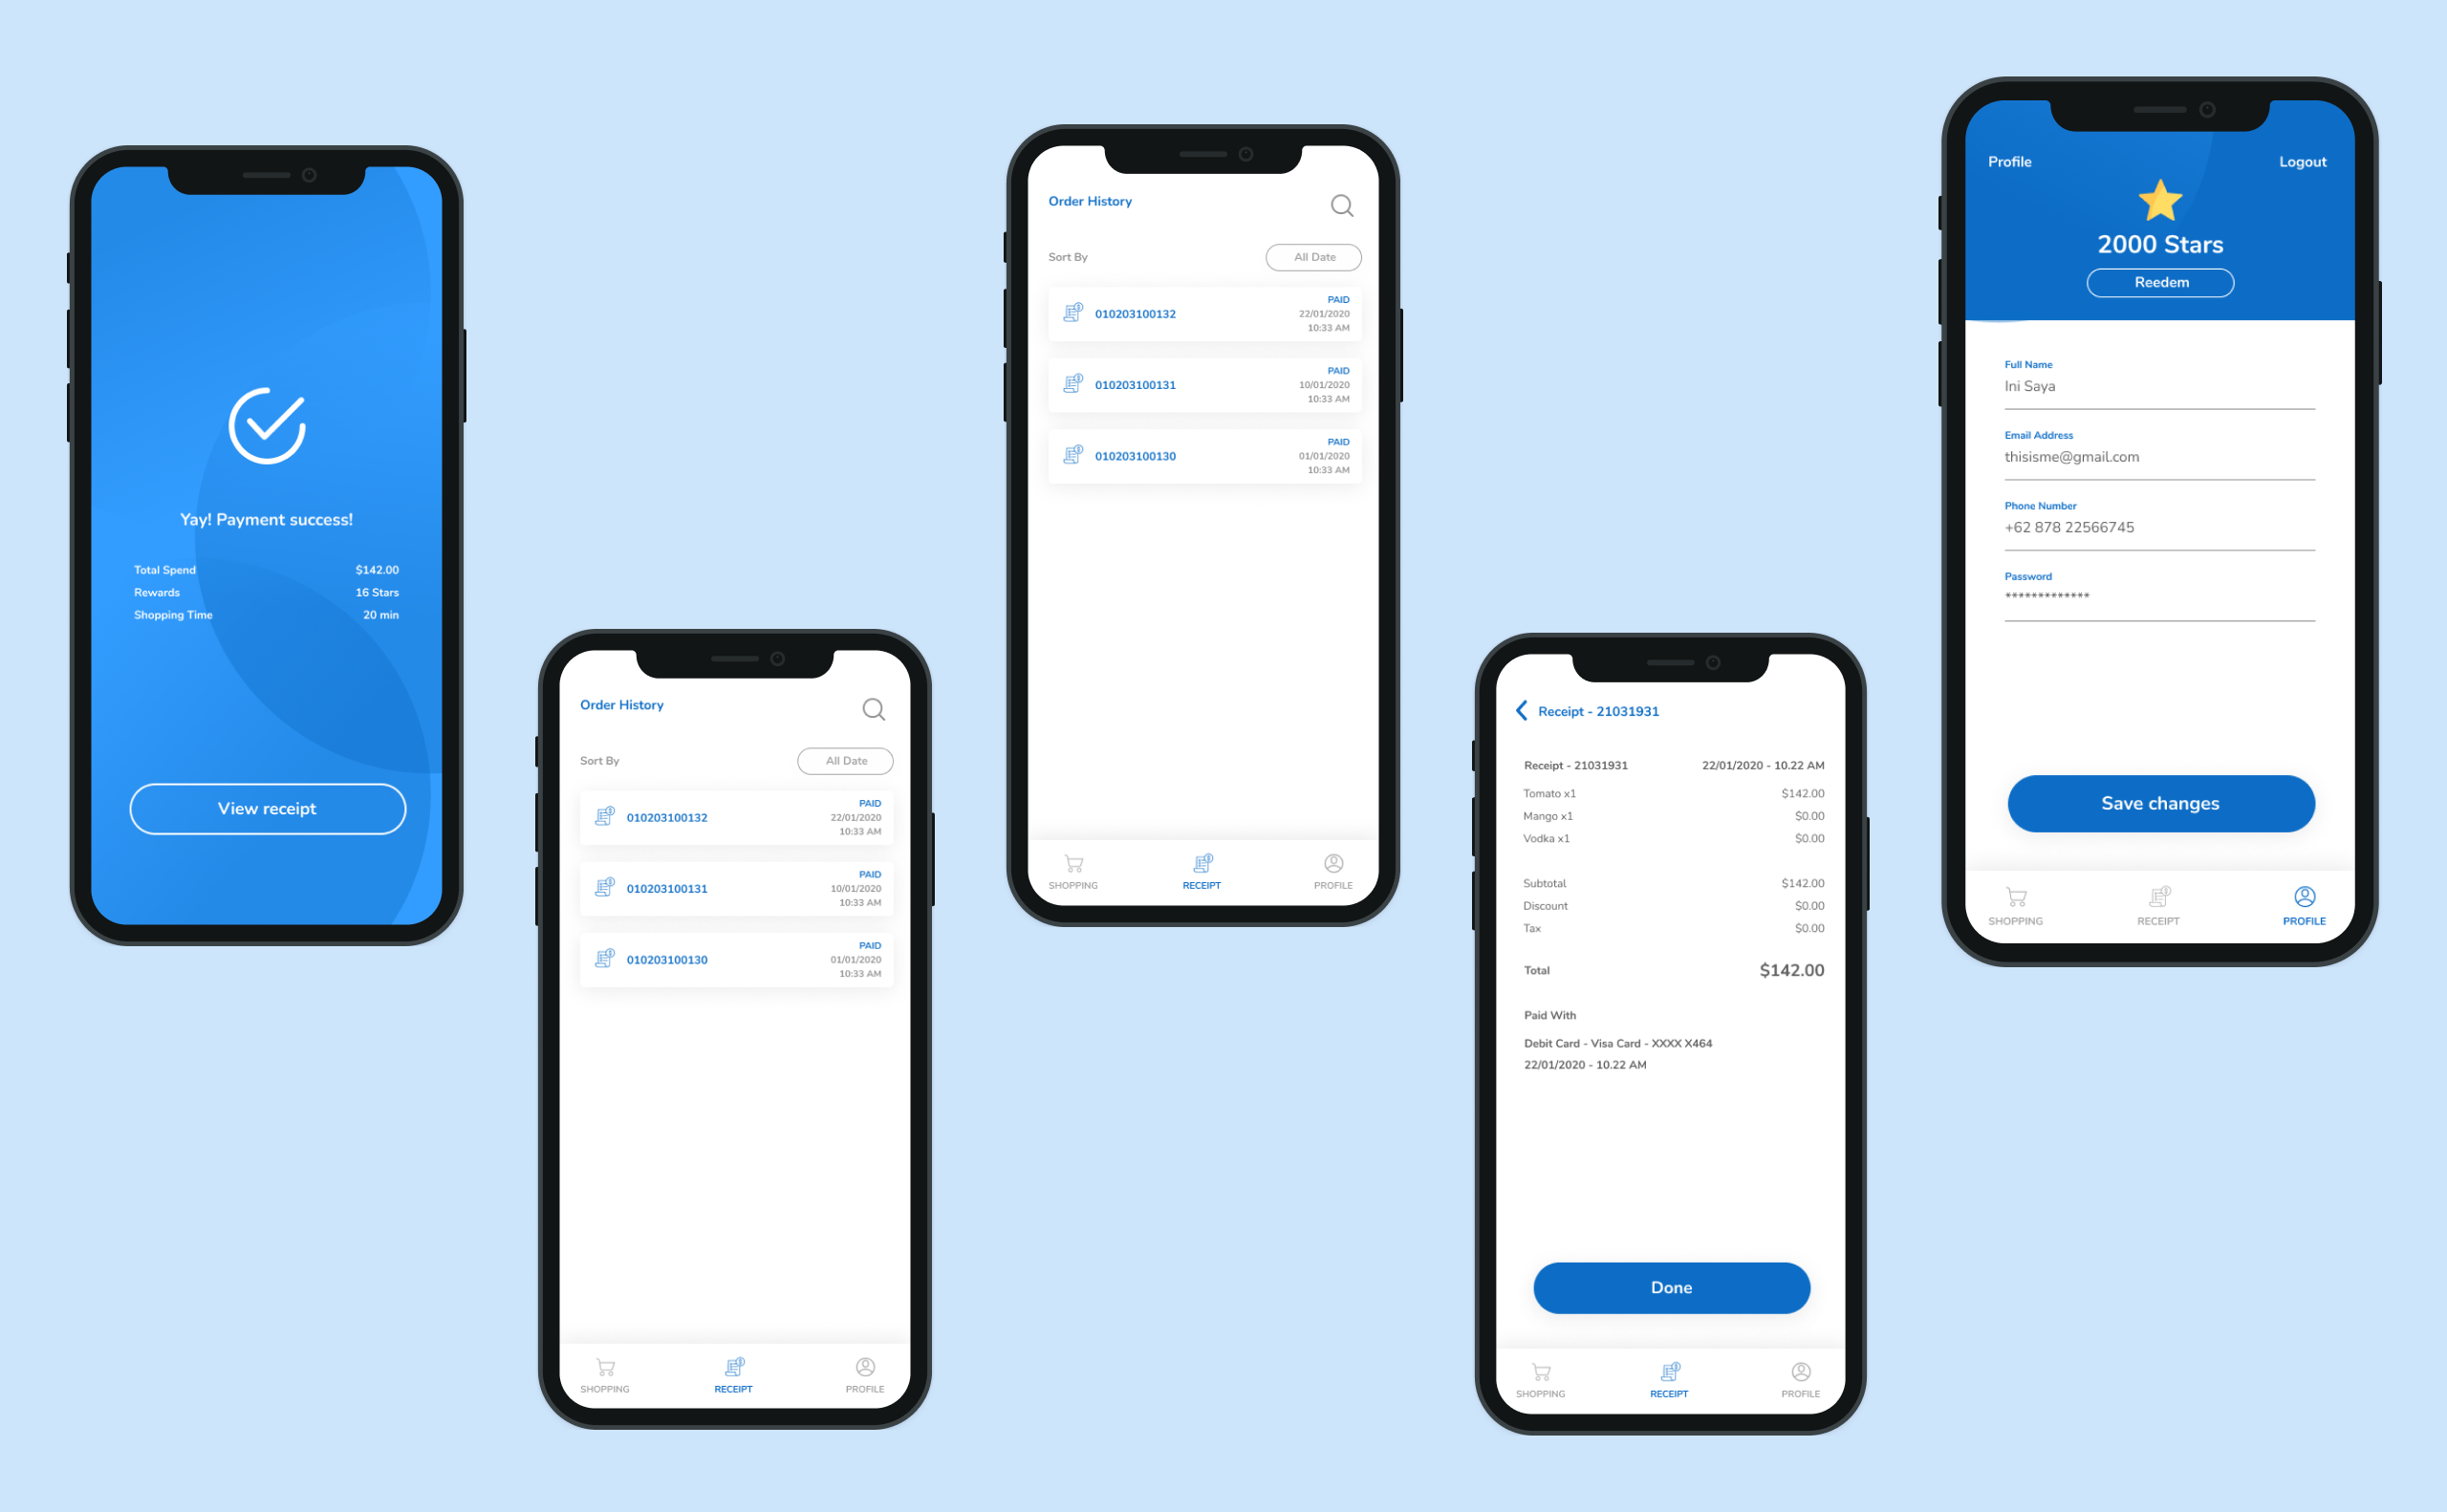 Yay! Payment success!
Total Spend $142.00
Rewards 16 Stars
Shopping Time 20 min
View receipt
Order History
Sort By All Date
010203100132 PAID
22/01/2020
10:33 AM
010203100131 PAID
10/01/2020
10:33 AM
010203100130 PAID
01/01/2020
10:33 AM
SHOPPING RECEIPT PROFILE
Order History
Sort By All Date
010203100132 PAID
22/01/2020
10:33 AM
010203100131 PAID
10/01/2020
10:33 AM
010203100130 PAID
01/01/2020
10:33 AM
SHOPPING RECEIPT PROFILE
Receipt - 21031931
Receipt - 21031931 22/01/2020 - 10.22 AM
Tomato x1 $142.00
Mango x1 $0.00
Vodka x1 $0.00
Subtotal $142.00
Discount $0.00
Tax $0.00
Total $142.00
Paid With
Debit Card - Visa Card - XXXX X464
22/01/2020 - 10.22 AM
Done
SHOPPING RECEIPT PROFILE
Profile Logout
2000 Stars
Reedem
Full Name
Ini Saya
Email Address
thisisme@gmail.com
Phone Number
+62 878 22566745
Password
*************
Save changes
SHOPPING RECEIPT PROFILE